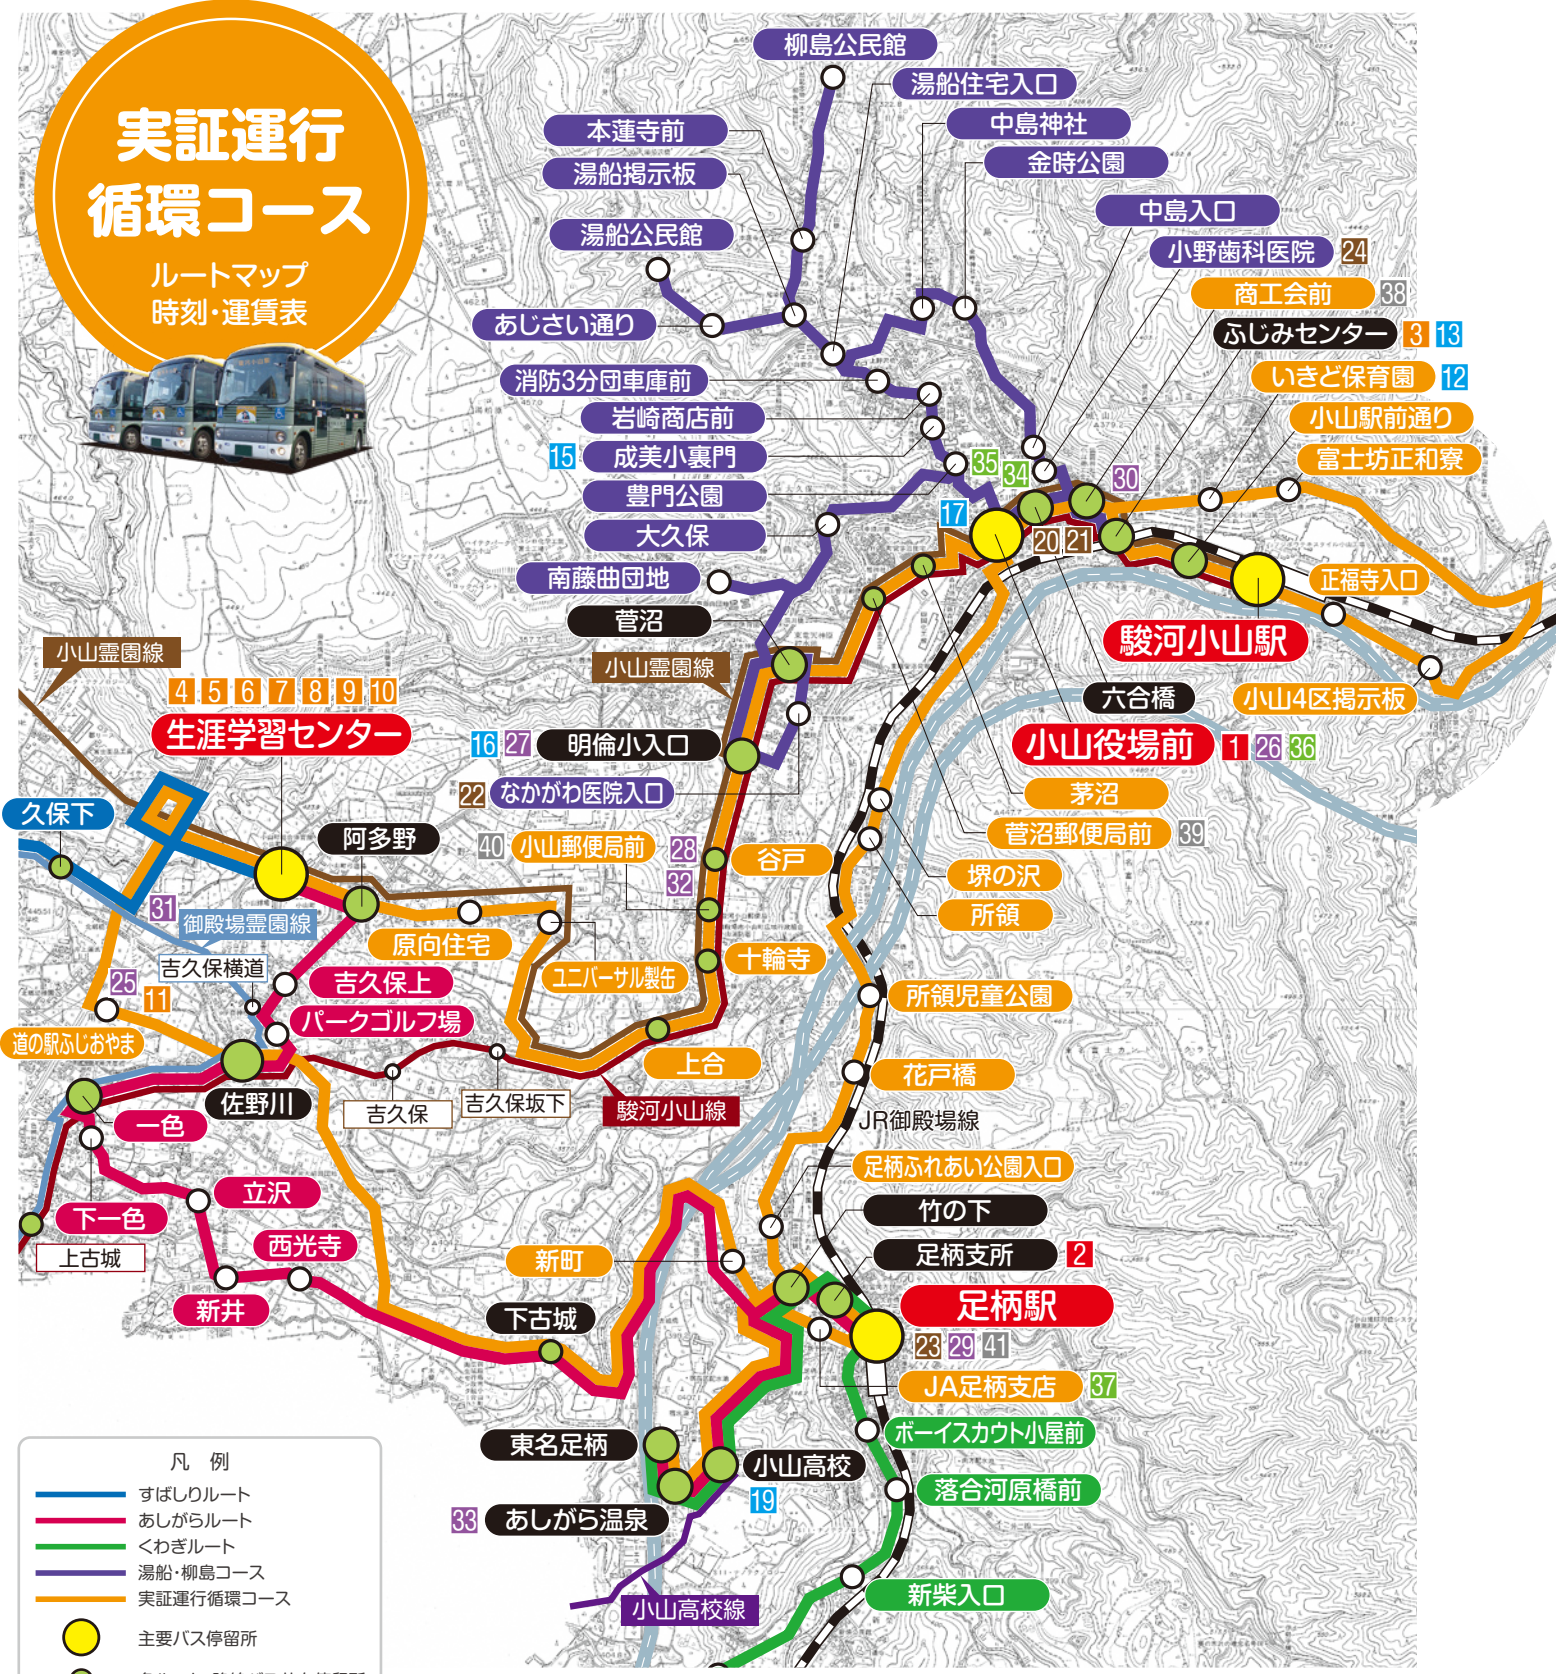 実証運行
循環コース
ルートマップ
時刻・運賃表
柳島公民館
湯船住宅入口
本蓮寺前
中島神社
湯船掲示板
金時公園
中島入口
湯船公民館
小野歯科医院 24
商工会前 38
あじさい通り
ふじみセンター 3 13
消防3分団車庫前
いきど保育園 12
岩崎商店前
小山駅前通り
15 成美小裏門
富士坊正和寮
35 34 30
豊門公園
17
大久保
20 21
南藤曲団地
正福寺入口
菅沼
駿河小山駅
小山霊園線
小山霊園線
4 5 6 7 8 9 10
六合橋
小山4区掲示板
生涯学習センター
16 27 明倫小入口
小山役場前 1 26 36
22 なかがわ医院入口
茅沼
久保下
阿多野
菅沼郵便局前 39
40 小山郵便局前
28
32
谷戸
堺の沢
31
御殿場霊園線
所領
原向住宅
吉久保横道
十輪寺
25 11
吉久保上
ユニバーサル製缶
所領児童公園
パークゴルフ場
道の駅ふじおやま
上合
花戸橋
佐野川
吉久保
吉久保坂下
駿河小山線
JR御殿場線
一色
足柄ふれあい公園入口
立沢
下一色
竹の下
上古城
西光寺
新町
足柄支所 2
新井
下古城
足柄駅
23 29 41
JA足柄支店 37
ボーイスカウト小屋前
東名足柄
小山高校
19
落合河原橋前
33 あしがら温泉
新柴入口
小山高校線
凡 例
すばしりルート
あしがらルート
くわぎルート
湯船・柳島コース
実証運行循環コース
主要バス停留所